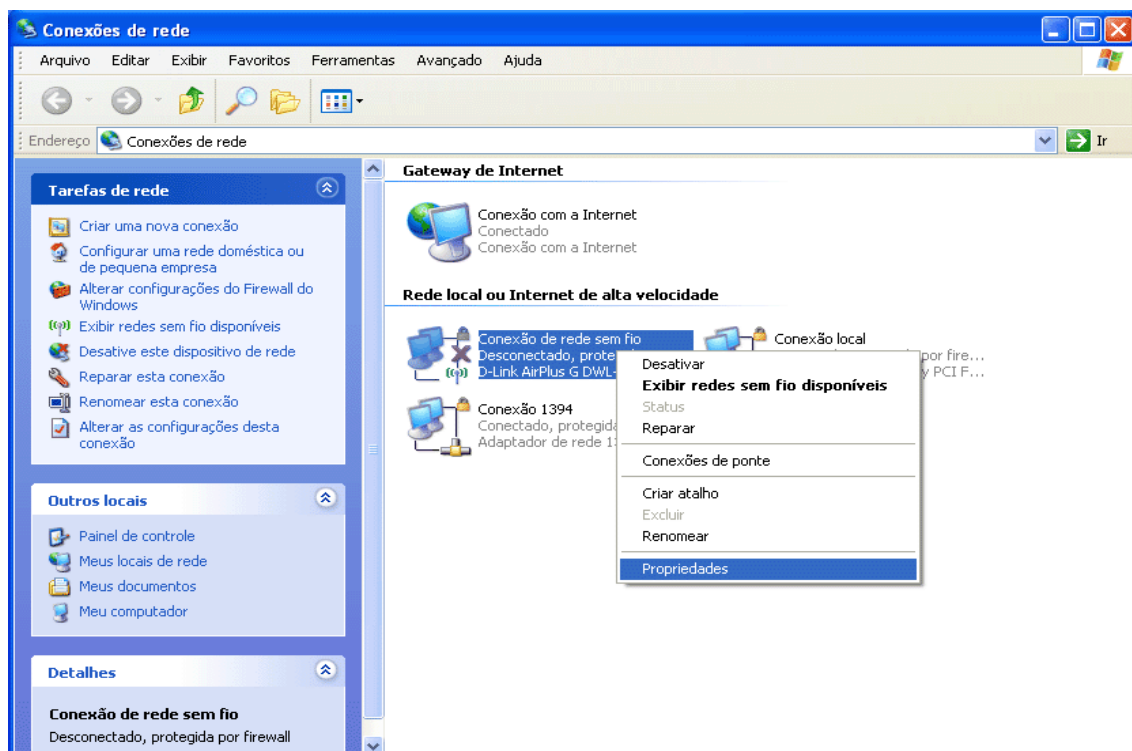 Conexões de rede
Arquivo Editar Exibir Favoritos Ferramentas Avançado Ajuda
Endereço Conexões de rede Ir
Tarefas de rede
Criar uma nova conexão
Configurar uma rede doméstica ou
de pequena empresa
Alterar configurações do Firewall do
Windows
Exibir redes sem fio disponíveis
Desative este dispositivo de rede
Reparar esta conexão
Renomear esta conexão
Alterar as configurações desta
conexão
Outros locais
Painel de controle
Meus locais de rede
Meus documentos
Meu computador
Detalhes
Conexão de rede sem fio
Desconectado, protegida por firewall
Gateway de Internet
Conexão com a Internet
Conectado
Conexão com a Internet
Rede local ou Internet de alta velocidade
Conexão de rede sem fio
Desconectado,
D-Link AirPlus G
Conexão local
por fire...
PCI F...
Conexão 1394
Conectado,
Adaptador de rede
Desativar
Exibir redes sem fio disponíveis
Status
Reparar
Conexões de ponte
Criar atalho
Excluir
Renomear
Propriedades